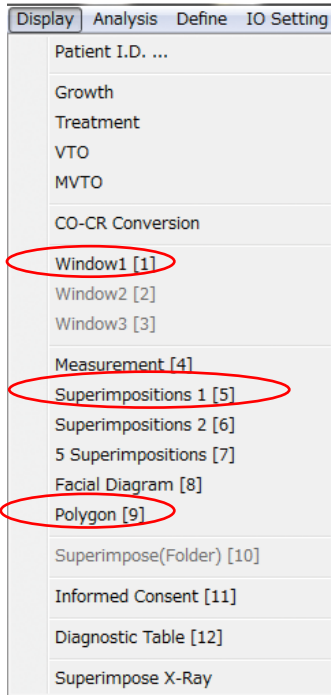 Display Analysis Define IO Setting
Patient I.D. ...
Growth
Treatment
VTO
MVTO
CO-CR Conversion
Window1 [1]
Window2 [2]
Window3 [3]
Measurement [4]
Superimpositions 1 [5]
Superimpositions 2 [6]
5 Superimpositions [7]
Facial Diagram [8]
Polygon [9]
Superimpose(Folder) [10]
Informed Consent [11]
Diagnostic Table [12]
Superimpose X-Ray